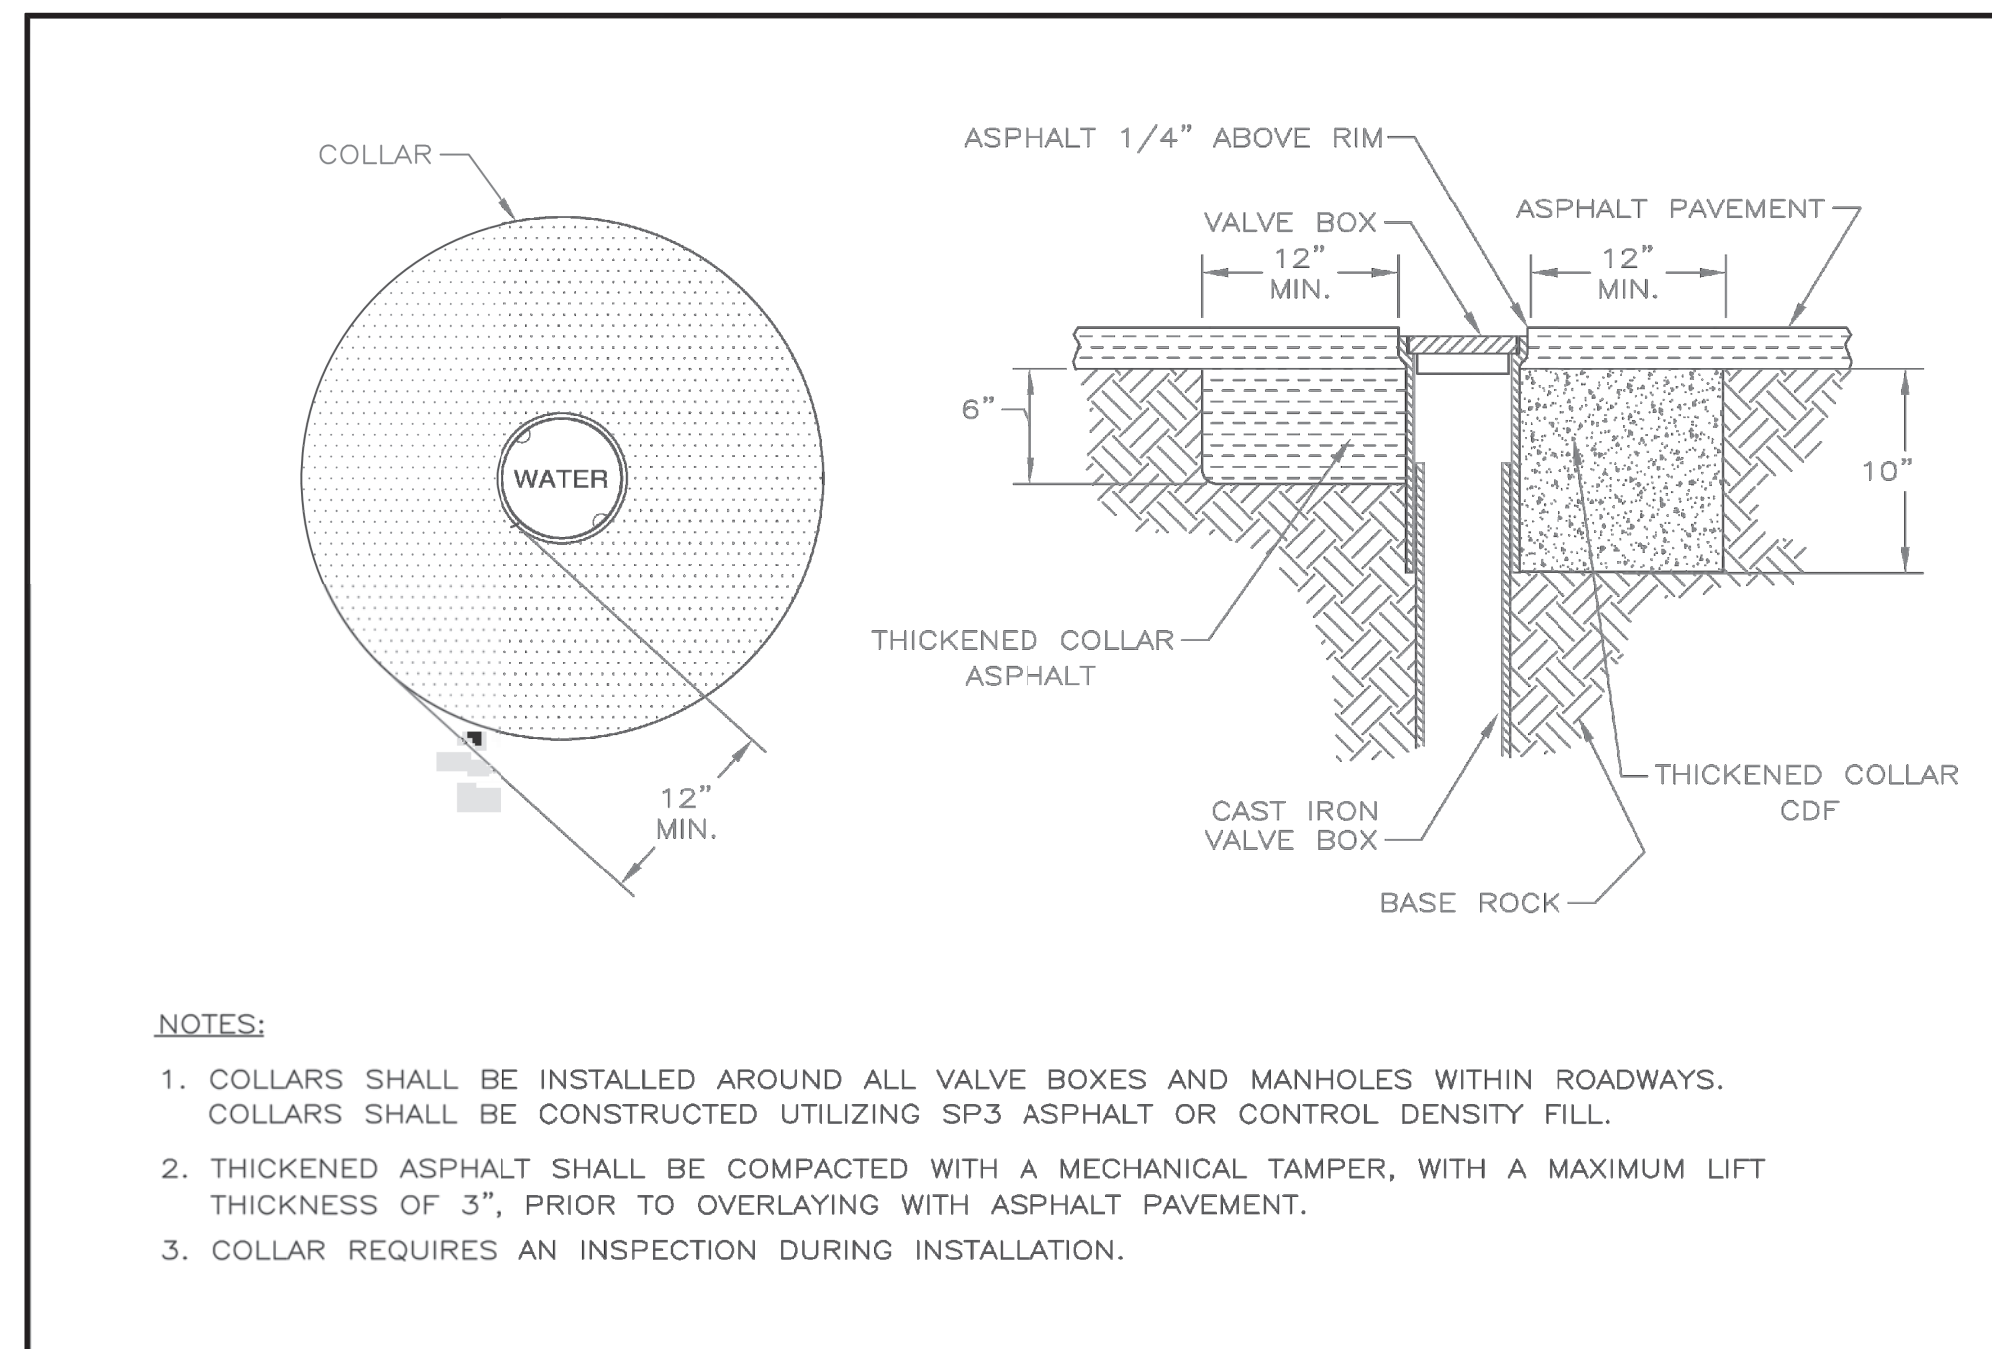 COLLAR
WATER
12"
MIN.
ASPHALT 1/4" ABOVE RIM
VALVE BOX
ASPHALT PAVEMENT
12"
MIN.
12"
MIN.
6"
10"
THICKENED COLLAR
ASPHALT
THICKENED COLLAR
CDF
CAST IRON
VALVE BOX
BASE ROCK
NOTES:
1. COLLARS SHALL BE INSTALLED AROUND ALL VALVE BOXES AND MANHOLES WITHIN ROADWAYS.
COLLARS SHALL BE CONSTRUCTED UTILIZING SP3 ASPHALT OR CONTROL DENSITY FILL.
2. THICKENED ASPHALT SHALL BE COMPACTED WITH A MECHANICAL TAMPER, WITH A MAXIMUM LIFT
THICKNESS OF 3", PRIOR TO OVERLAYING WITH ASPHALT PAVEMENT.
3. COLLAR REQUIRES AN INSPECTION DURING INSTALLATION.